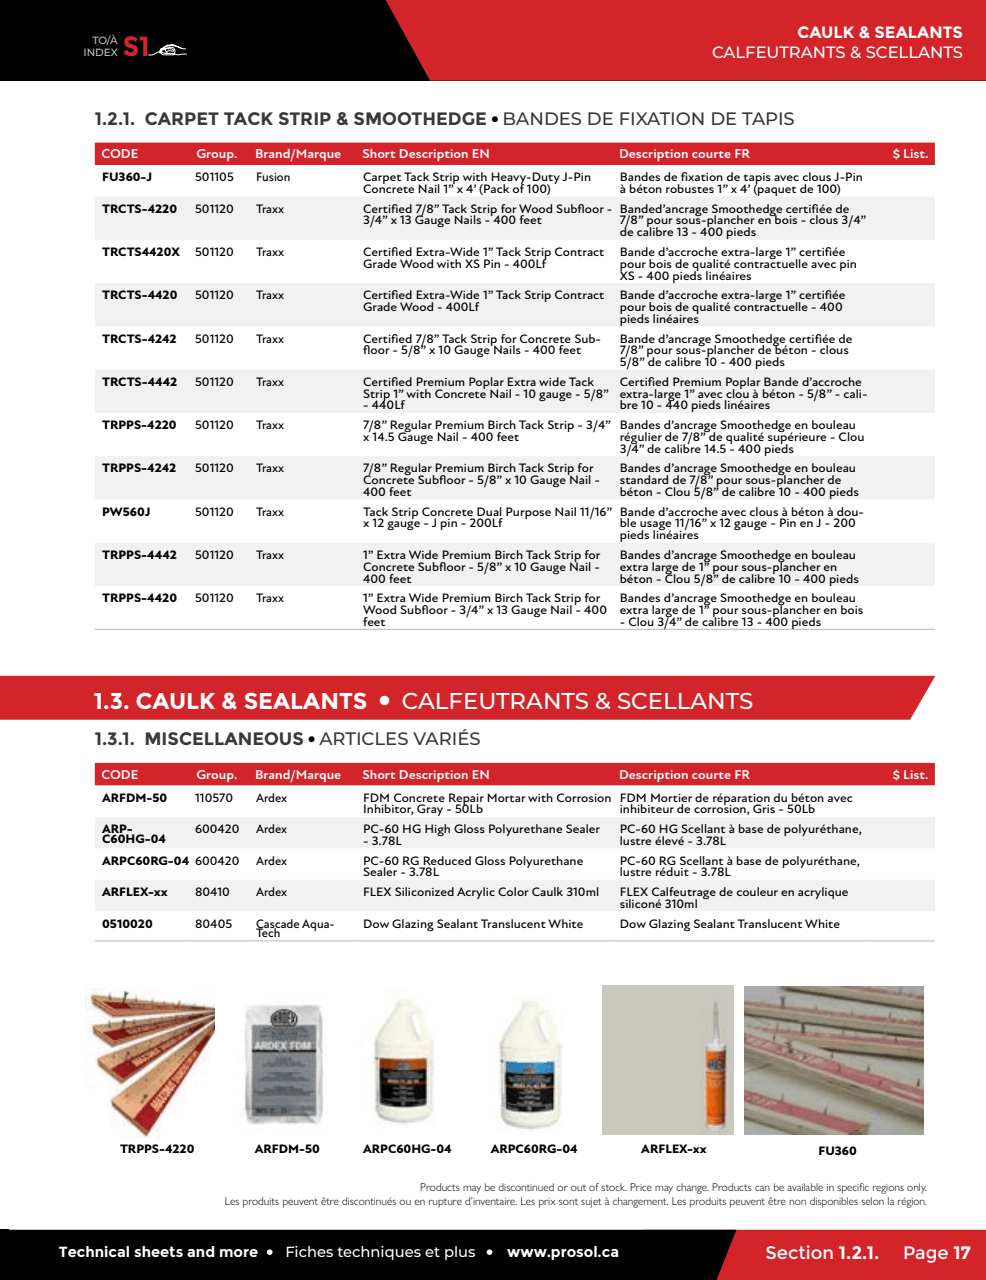 TO/À
INDEX S1
CAULK & SEALANTS
CALFEUTRANTS & SCELLANTS
1.2.1. CARPET TACK STRIP & SMOOTHEDGE • BANDES DE FIXATION DE TAPIS
CODE Group. Brand/Marque Short Description EN Description courte FR $ List.
FU360-J 501105 Fusion Carpet Tack Strip with Heavy-Duty J-Pin Bandes de fixation de tapis avec clous J-Pin
Concrete Nail 1” x 4’ (Pack of 100) à béton robustes 1” x 4’ (paquet de 100)
TRCTS-4220 501120 Traxx Certified 7/8” Tack Strip for Wood Subfloor - Banded’ancrage Smoothedge certifiée de
3/4” x 13 Gauge Nails - 400 feet 7/8” pour sous-plancher en bois - clous 3/4”
de calibre 13 - 400 pieds
TRCTS4420X 501120 Traxx Certified Extra-Wide 1” Tack Strip Contract Bande d’accroche extra-large 1” certifiée
Grade Wood with XS Pin - 400Lf pour bois de qualité contractuelle avec pin
XS - 400 pieds linéaires
TRCTS-4420 501120 Traxx Certified Extra-Wide 1” Tack Strip Contract Bande d’accroche extra-large 1” certifiée
Grade Wood - 400Lf pour bois de qualité contractuelle - 400
pieds linéaires
TRCTS-4242 501120 Traxx Certified 7/8” Tack Strip for Concrete Sub- Bande d’ancrage Smoothedge certifiée de
floor - 5/8” x 10 Gauge Nails - 400 feet 7/8” pour sous-plancher de béton - clous
5/8” de calibre 10 - 400 pieds
TRCTS-4442 501120 Traxx Certified Premium Poplar Extra wide Tack Certified Premium Poplar Bande d’accroche
Strip 1” with Concrete Nail - 10 gauge - 5/8” extra-large 1” avec clou à béton - 5/8” - cali-
- 440Lf bre 10 - 440 pieds linéaires
TRPPS-4220 501120 Traxx 7/8” Regular Premium Birch Tack Strip - 3/4” Bandes d’ancrage Smoothedge en bouleau
x 14.5 Gauge Nail - 400 feet régulier de 7/8” de qualité supérieure - Clou
3/4” de calibre 14.5 - 400 pieds
TRPPS-4242 501120 Traxx 7/8” Regular Premium Birch Tack Strip for Bandes d’ancrage Smoothedge en bouleau
Concrete Subfloor - 5/8” x 10 Gauge Nail - standard de 7/8” pour sous-plancher de
400 feet béton - Clou 5/8” de calibre 10 - 400 pieds
PW560J 501120 Traxx Tack Strip Concrete Dual Purpose Nail 11/16” Bande d’accroche avec clous à béton à dou-
x 12 gauge - J pin - 200Lf ble usage 11/16” x 12 gauge - Pin en J - 200
pieds linéaires
TRPPS-4442 501120 Traxx 1” Extra Wide Premium Birch Tack Strip for Bandes d’ancrage Smoothedge en bouleau
Concrete Subfloor - 5/8” x 10 Gauge Nail - extra large de 1” pour sous-plancher en
400 feet béton - Clou 5/8” de calibre 10 - 400 pieds
TRPPS-4420 501120 Traxx 1” Extra Wide Premium Birch Tack Strip for Bandes d’ancrage Smoothedge en bouleau
Wood Subfloor - 3/4” x 13 Gauge Nail - 400 extra large de 1” pour sous-plancher en bois
feet - Clou 3/4” de calibre 13 - 400 pieds
1.3. CAULK & SEALANTS • CALFEUTRANTS & SCELLANTS
1.3.1. MISCELLANEOUS • ARTICLES VARIÉS
CODE Group. Brand/Marque Short Description EN Description courte FR $ List.
ARFDM-50 110570 Ardex FDM Concrete Repair Mortar with Corrosion FDM Mortier de réparation du béton avec
Inhibitor, Gray - 50Lb inhibiteur de corrosion, Gris - 50Lb
ARP- 600420 Ardex PC-60 HG High Gloss Polyurethane Sealer PC-60 HG Scellant à base de polyuréthane,
C60HG-04 - 3.78L lustre élevé - 3.78L
ARPC60RG-04 600420 Ardex PC-60 RG Reduced Gloss Polyurethane PC-60 RG Scellant à base de polyuréthane,
Sealer - 3.78L lustre réduit - 3.78L
ARFLEX-xx 80410 Ardex FLEX Siliconized Acrylic Color Caulk 310ml FLEX Calfeutrage de couleur en acrylique
siliconé 310ml
0510020 80405 Cascade Aqua- Dow Glazing Sealant Translucent White Dow Glazing Sealant Translucent White
Tech
ARDEX
ARDEX FDM
TRPPS-4220 ARFDM-50 ARPC60HG-04 ARPC60RG-04 ARFLEX-xx FU360
Products may be discontinued or out of stock. Price may change. Products can be available in specific regions only.
Les produits peuvent être discontinués ou en rupture d’inventaire. Les prix sont sujet à changement. Les produits peuvent être non disponibles selon la région.
Technical sheets and more • Fiches techniques et plus • www.prosol.ca Section 1.2.1. Page 17